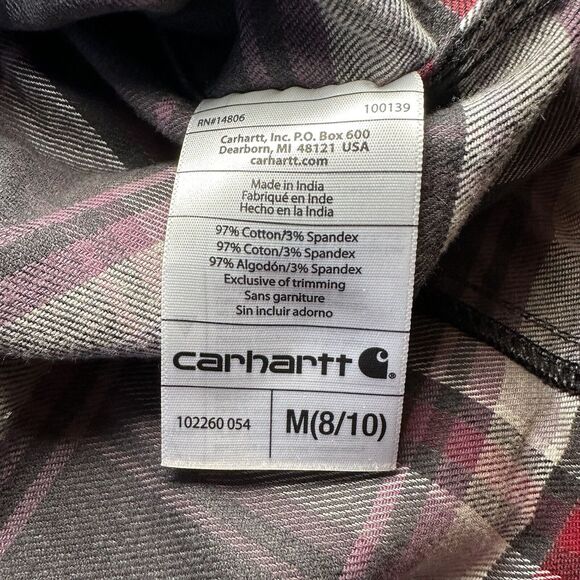 RN#14806 100139
Carhartt, Inc. P.O. Box 600
Dearborn, MI 48121 USA
carhartt.com
Made in India
Fabriqué en Inde
Hecho en la India
97% Cotton/3% Spandex
97% Coton/3% Spandex
97% Algodón/3% Spandex
Exclusive of trimming
Sans garniture
Sin incluir adorno
carhartt
102260 054 M(8/10)